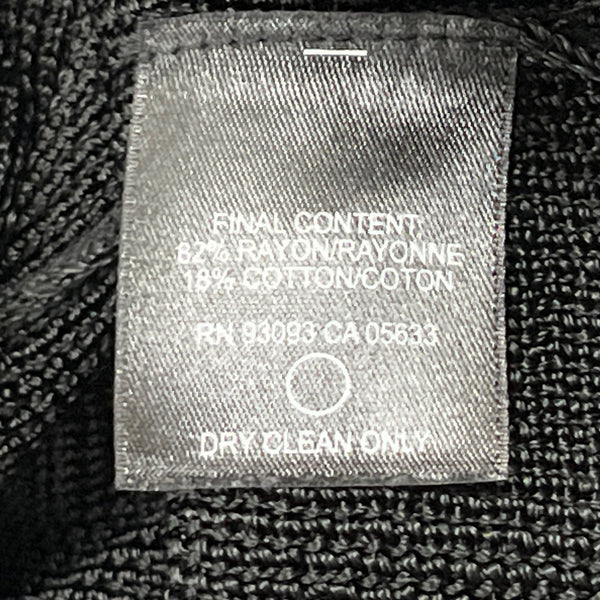 FINAL CONTENT:
82% RAYON/RAYONNE
18% COTTON/COTON
RN 93093 CA 05633
DRY CLEAN ONLY